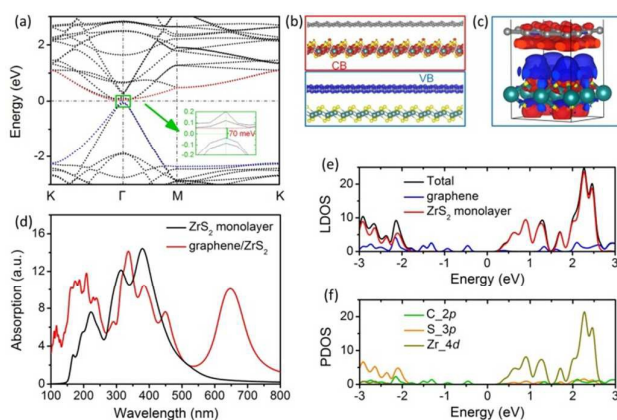 (a)
Energy (eV)
2
0
-2
K
Γ
M
K
0.2
0.1
0.0
-0.1
-0.2
70 meV
(b)
CB
VB
(c)
(d)
Absorption (a.u.)
16
12
8
4
0
ZrS₂ monolayer
graphene/ZrS₂
100 200 300 400 500 600 700 800
Wavelength (nm)
(e)
LDOS
20
10
0
Total
graphene
ZrS₂ monolayer
-3 -2 -1 0 1 2 3
Energy (eV)
(f)
PDOS
20
10
0
C_2p
S_3p
Zr_4d
-3 -2 -1 0 1 2 3
Energy (eV)